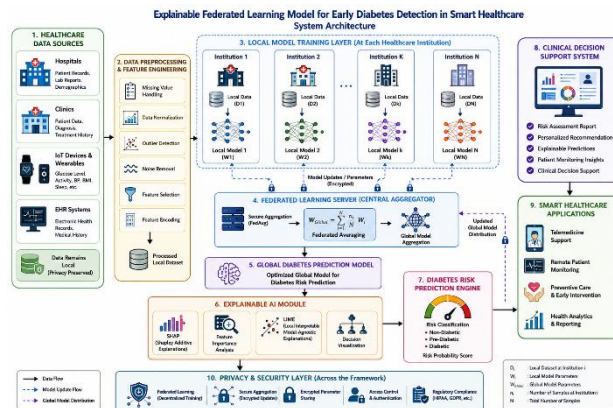 Explainable Federated Learning Model for Early Diabetes Detection in Smart Healthcare
System Architecture
1. HEALTHCARE
DATA SOURCES
Hospitals
Patient Records,
Lab Reports,
Demographics
Clinics
Patient Data,
Diagnosis,
Treatment History
IoT Devices &
Wearables
Glucose Level,
Activity, BP, BMI,
Sleep, etc.
EHR Systems
Electronic Health
Records,
Medical History
Data Remains
Local
(Privacy Preserved)
2. DATA PREPROCESSING
& FEATURE ENGINEERING
Missing Value
Handling
Data Normalization
Outlier Detection
Noise Removal
Feature Selection
Feature Encoding
Processed
Local Dataset
3. LOCAL MODEL TRAINING LAYER (At Each Healthcare Institution)
Institution 1
Local Data
(D1)
Local Model 1
(W1)
Institution 2
Local Data
(D2)
Local Model 2
(W2)
...
Institution K
Local Data
Local Model k
(Wk)
Institution N
Local Data
(DN)
Local Model N
(WN)
Model Updates / Parameters
(Encrypted)
4. FEDERATED LEARNING SERVER (CENTRAL AGGREGATOR)
Secure Aggregation
(FedAvg)
Federated Averaging
Global Model
Aggregation
Updated
Global Model
Distribution
5. GLOBAL DIABETES PREDICTION MODEL
Optimized Global Model for
Diabetes Risk Prediction
6. EXPLAINABLE AI MODULE
SHAP
(Shapley Additive
Explanations)
Feature
Importance
Analysis
LIME
(Local Interpretable
Model-Agnostic
Explanations)
Decision
Visualization
7. DIABETES RISK
PREDICTION ENGINE
Risk Classification
• Non-Diabetic
• Pre-Diabetic
• Diabetic
Risk Probability Score
8. CLINICAL DECISION
SUPPORT SYSTEM
Risk Assessment Report
Personalized Recommendation
Explainable Predictions
Patient Monitoring Insights
Clinical Decision Support
9. SMART HEALTHCARE
APPLICATIONS
Telemedicine
Support
Remote Patient
Monitoring
Preventive Care
& Early Intervention
Health Analytics
& Reporting
10. PRIVACY & SECURITY LAYER (Across the Framework)
Federated Learning
(Decentralized Training)
Secure Aggregation
(Encrypted Updates)
Encrypted Parameter
Sharing
Access Control
& Authentication
Regulatory Compliance
(HIPAA, GDPR, etc.)
Data Flow
Model Update Flow
Global Model Distribution
: Local Dataset at Institution i
: Local Model Parameters
: Global Model Parameters
: Number of Samples at Institution i
N : Total Number of Samples